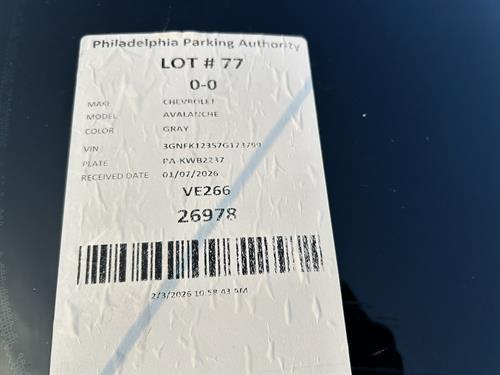 Philadelphia Parking Authority
LOT # 77
0-0
MAKE CHEVROLET
MODEL AVALANCHE
COLOR GRAY
VIN
PLATE PA-KWB2237
RECEIVED DATE 01/07/2026
VE266
26978
2/3/2026 10:58:43 AM